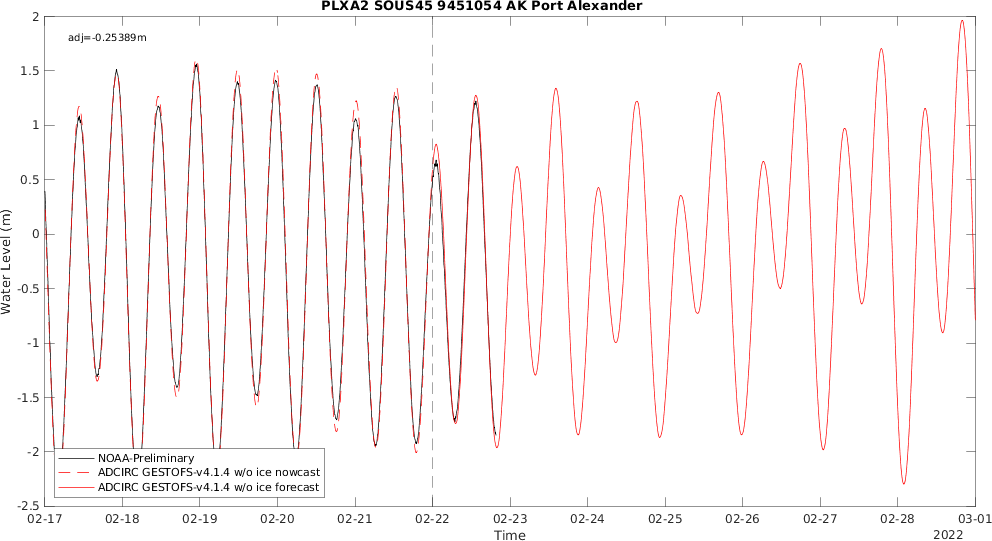 PLXA2 SOUS45 9451054 AK Port Alexander
adj=-0.25389m
2
1.5
1
0.5
0
-0.5
-1
-1.5
-2
-2.5
Water Level (m)
NOAA-Preliminary
ADCIRC GESTOFS-v4.1.4 w/o ice nowcast
ADCIRC GESTOFS-v4.1.4 w/o ice forecast
02-17 02-18 02-19 02-20 02-21 02-22 02-23 02-24 02-25 02-26 02-27 02-28 03-01
Time
2022